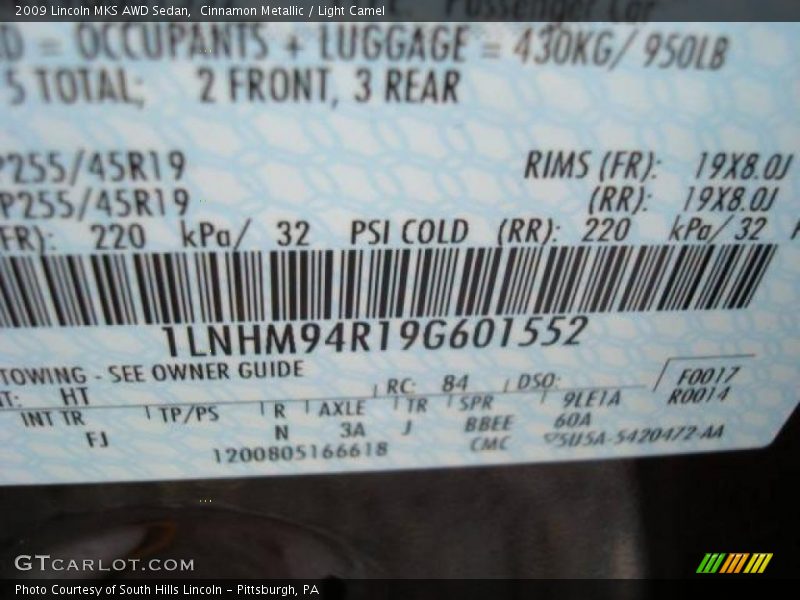 2009 Lincoln MKS AWD Sedan, Cinnamon Metallic / Light Camel
Passenger Car
= OCCUPANTS + LUGGAGE = 430KG/ 950LB
5 TOTAL; 2 FRONT, 3 REAR
P255/45R19 RIMS (FR): 19X8.0J
P255/45R19 (RR): 19X8.0J
FR): 220 kPa/ 32 PSI COLD (RR): 220 kPa/ 32
1LNHM94R19G601552
TOWING - SEE OWNER GUIDE
T: HT RC: 84 DSO: F0017
R0014
INT TR TP/PS R AXLE TR SPR 9LE1A
FJ N 3A J BBEE 60A
1200805166618 CMC 5U5A-5420472-AA
GTCARLOT.COM
Photo Courtesy of South Hills Lincoln - Pittsburgh, PA